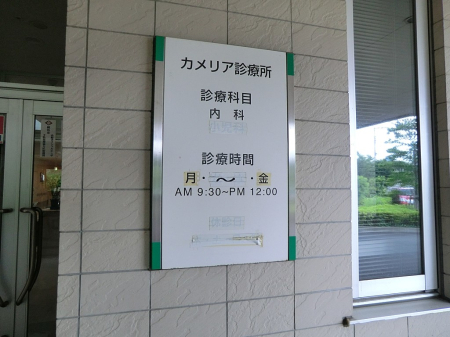 カメリア診療所
診療科目
内 科
診療時間
月・～・金
AM 9:30~PM 12:00